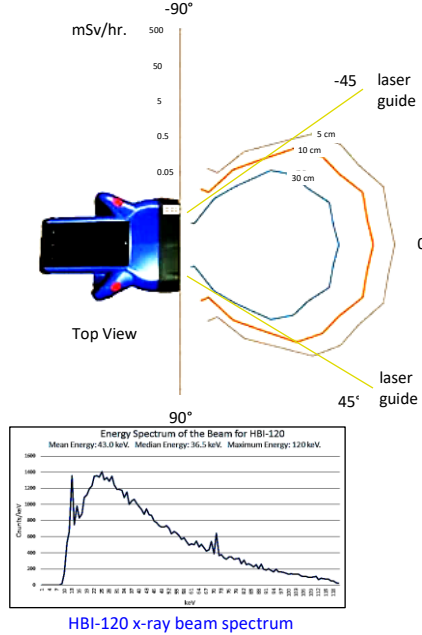 -90°
mSv/hr.
500
50
5
0.5
0.05
-45
laser
guide
5 cm
10 cm
30 cm
0
Top View
laser
guide
45°
90°
Energy Spectrum of the Beam for HBI-120
Mean Energy: 43.0 keV. Median Energy: 36.5 keV. Maximum Energy: 120 keV.
1600
1400
1200
1000
800
600
400
200
0
Counts/keV
keV
HBI-120 x-ray beam spectrum